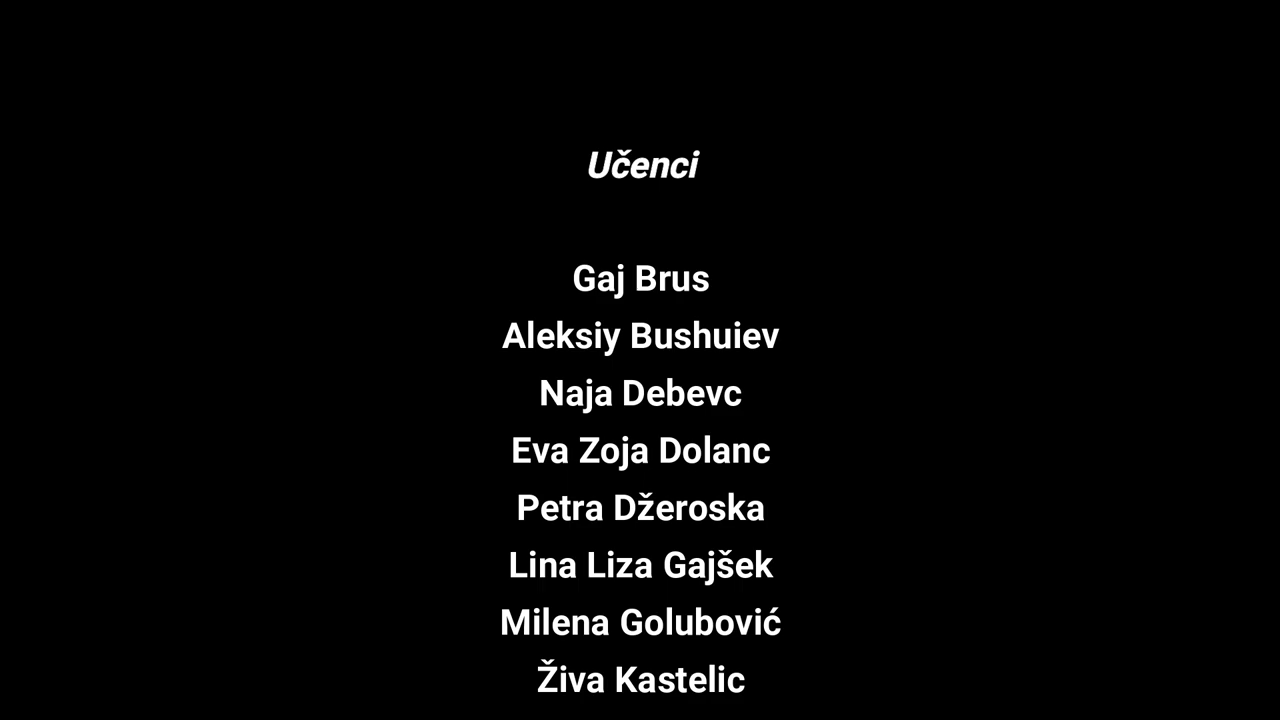 Učenci
Gaj Brus
Aleksiy Bushuiev
Naja Debevc
Eva Zoja Dolanc
Petra Džeroska
Lina Liza Gajšek
Milena Golubović
Živa Kastelic